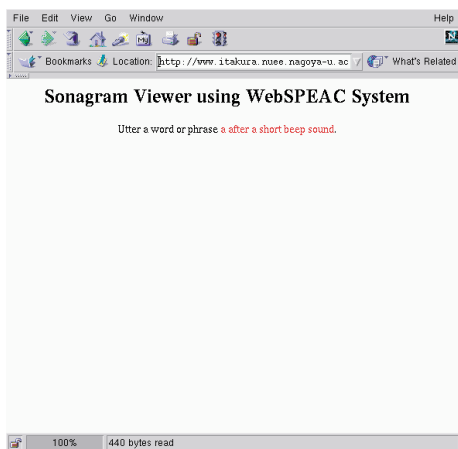 File Edit View Go Window Help
My
N
Bookmarks Location: http://www.itakura.nuee.nagoya-u.ac What's Related
Sonagram Viewer using WebSPEAC System
Utter a word or phrase a after a short beep sound.
100% 440 bytes read